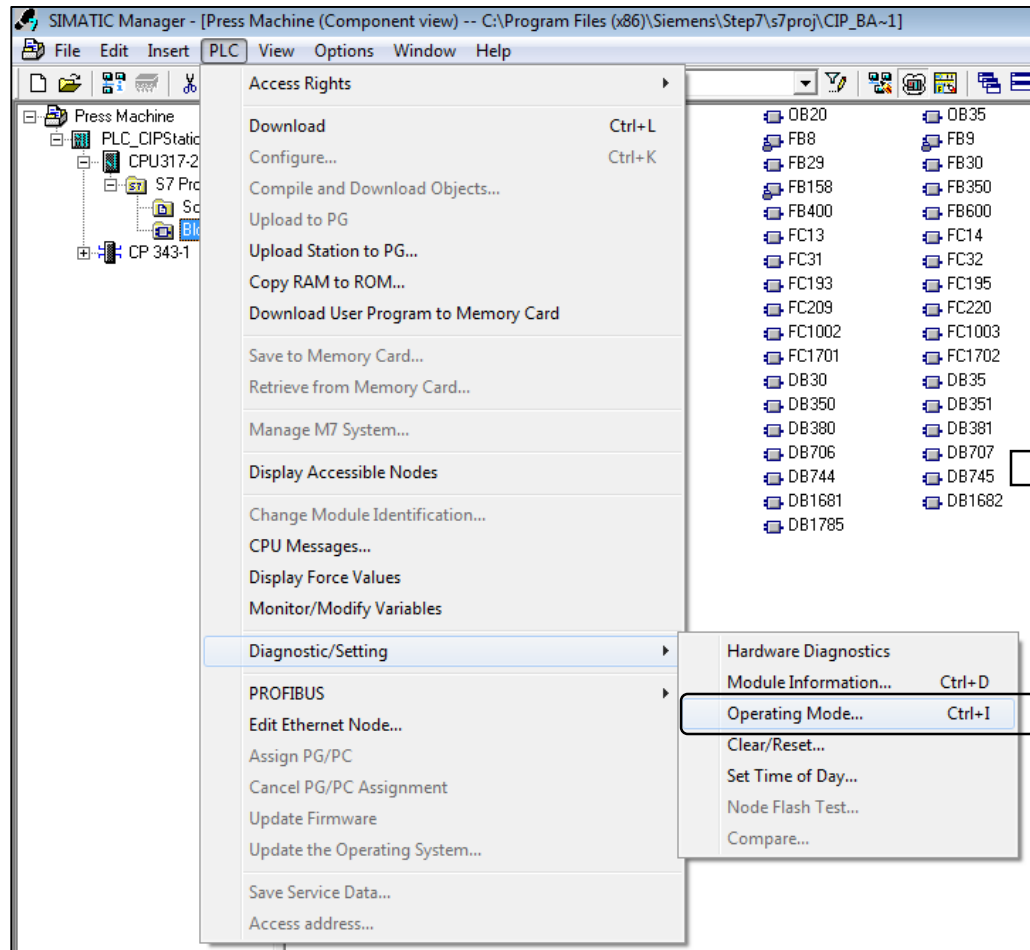 SIMATIC Manager - [Press Machine (Component view) -- C:\Program Files (x86)\Siemens\Step7\s7proj\CIP_BA~1]
File Edit Insert PLC View Options Window Help
Press Machine
PLC_CIPStatic
CPU317-2
S7 Pro
So
Blo
CP 343-1
Access Rights
Download Ctrl+L
Configure... Ctrl+K
Compile and Download Objects...
Upload to PG
Upload Station to PG...
Copy RAM to ROM...
Download User Program to Memory Card
Save to Memory Card...
Retrieve from Memory Card...
Manage M7 System...
Display Accessible Nodes
Change Module Identification...
CPU Messages...
Display Force Values
Monitor/Modify Variables
Diagnostic/Setting
PROFIBUS
Edit Ethernet Node...
Assign PG/PC
Cancel PG/PC Assignment
Update Firmware
Update the Operating System...
Save Service Data...
Access address...
OB20 OB35
FB8 FB9
FB29 FB30
FB158 FB350
FB400 FB600
FC13 FC14
FC31 FC32
FC193 FC195
FC209 FC220
FC1002 FC1003
FC1701 FC1702
DB30 DB35
DB350 DB351
DB380 DB381
DB706 DB707
DB744 DB745
DB1681 DB1682
DB1785
Hardware Diagnostics
Module Information... Ctrl+D
Operating Mode... Ctrl+I
Clear/Reset...
Set Time of Day...
Node Flash Test...
Compare...